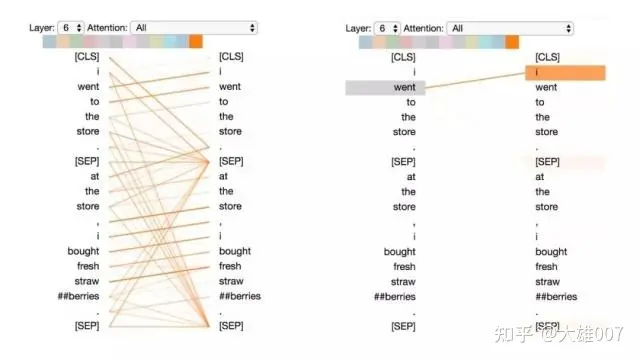 Layer: 6 Attention: All
[CLS] [CLS]
i i
went went
to to
the the
store store
. .
[SEP] [SEP]
at at
the the
store store
, ,
i i
bought bought
fresh fresh
straw straw
##berries ##berries
. .
[SEP] [SEP]
Layer: 6 Attention: All
[CLS] [CLS]
i i
went went
to to
the the
store store
. .
[SEP] [SEP]
at at
the the
store store
, ,
i i
bought bought
fresh fresh
straw straw
##berries ##berries
. .
[SEP] [SEP]
知乎 @大雄007